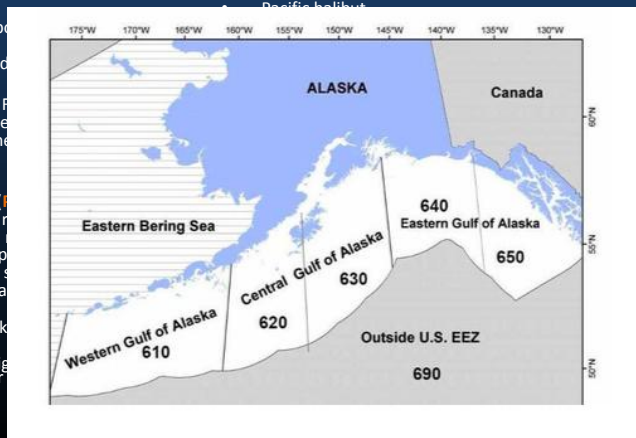 • Pacific halibut
175°W 170°W 165°W 160°W 155°W 150°W 145°W 140°W 135°W 130°W
ALASKA
Canada
60°N
640
Eastern Bering Sea
Eastern Gulf of Alaska
55°N
650
Central Gulf of Alaska
630
620
Western Gulf of Alaska
610
Outside U.S. EEZ
50°N
690